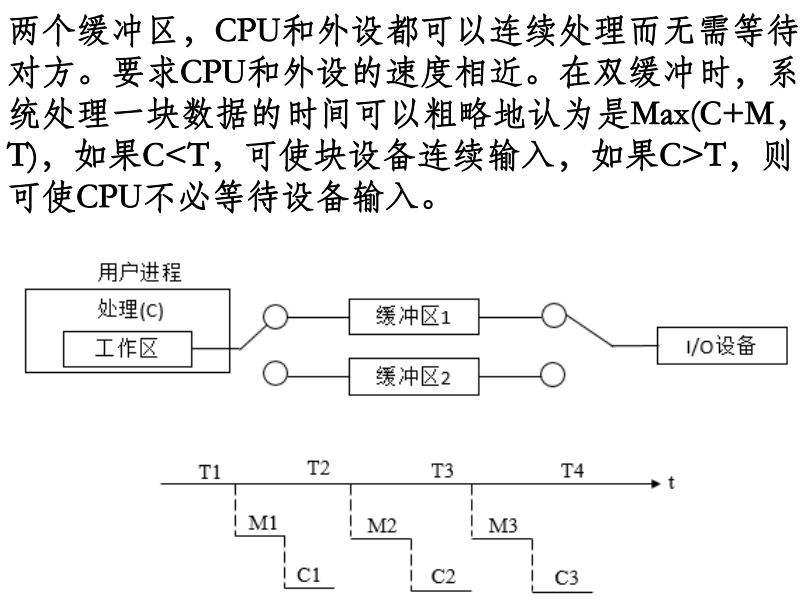 两个缓冲区，CPU和外设都可以连续处理而无需等待
对方。要求CPU和外设的速度相近。在双缓冲时，系
统处理一块数据的时间可以粗略地认为是Max(C+M，
T)，如果C<T，可使块设备连续输入，如果C>T，则
可使CPU不必等待设备输入。
用户进程
处理(C)
工作区
缓冲区1
I/O设备
缓冲区2
T1 T2 T3 T4 t
M1 M2 M3
C1 C2 C3